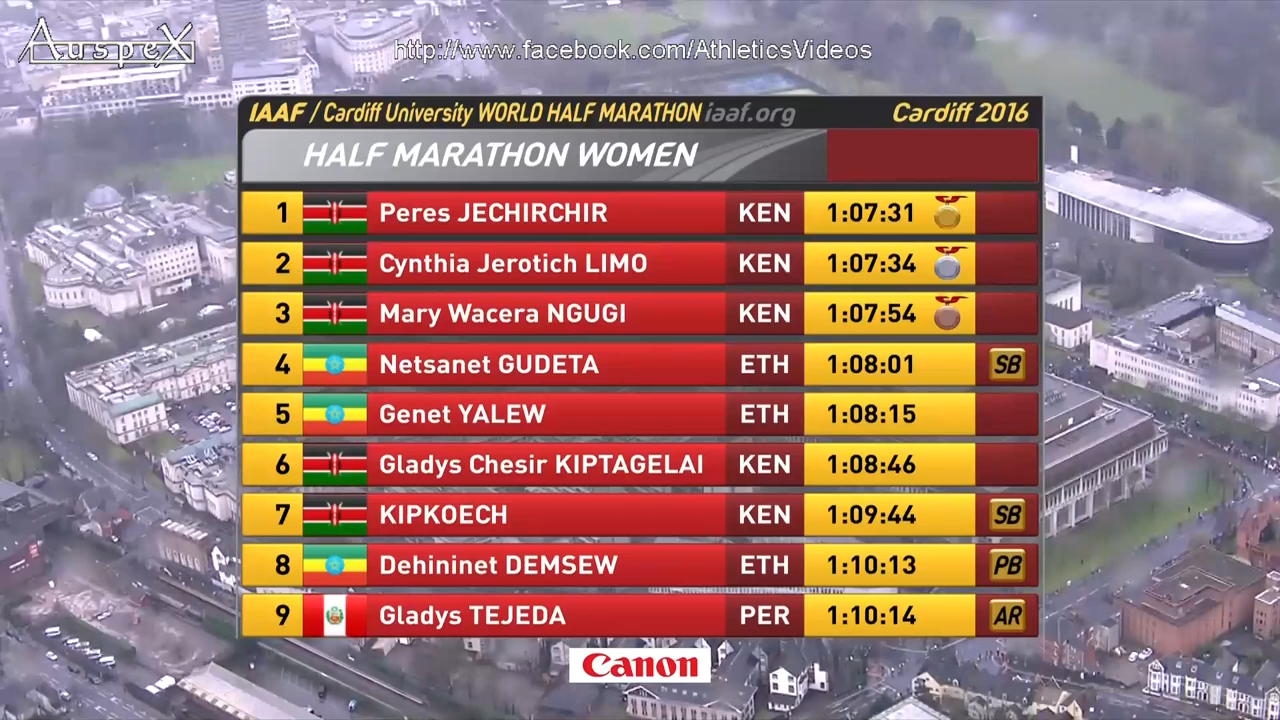 AuspeX
http://www.facebook.com/AthleticsVideos
IAAF / Cardiff University WORLD HALF MARATHON iaaf.org Cardiff 2016
HALF MARATHON WOMEN
1 Peres JECHIRCHIR KEN 1:07:31
2 Cynthia Jerotich LIMO KEN 1:07:34
3 Mary Wacera NGUGI KEN 1:07:54
4 Netsanet GUDETA ETH 1:08:01 SB
5 Genet YALEW ETH 1:08:15
6 Gladys Chesir KIPTAGELAI KEN 1:08:46
7 KIPKOECH KEN 1:09:44 SB
8 Dehininet DEMSEW ETH 1:10:13 PB
9 Gladys TEJEDA PER 1:10:14 AR
Canon